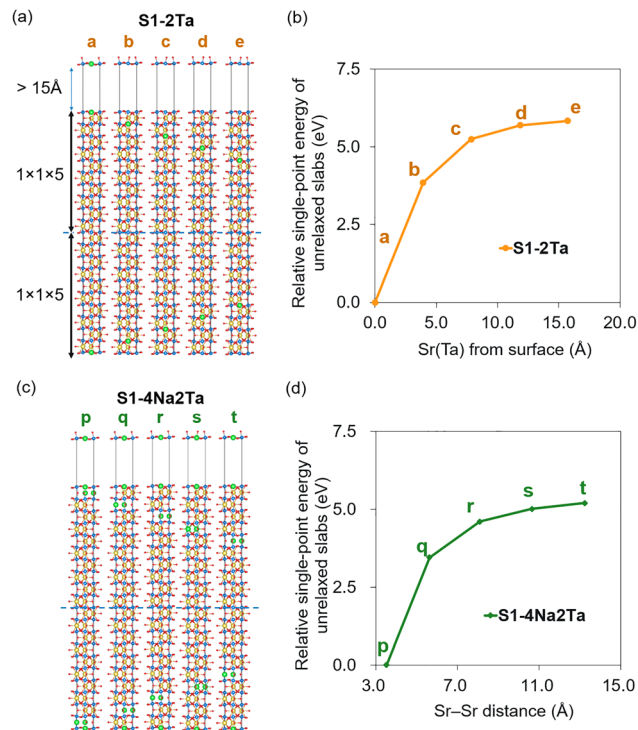 (a)
S1-2Ta
a b c d e
> 15Å
1×1×5
1×1×5
(b)
Relative single-point energy of
unrelaxed slabs (eV)
7.5
5.0
2.5
0.0
a
b
c
d
e
S1-2Ta
0.0 5.0 10.0 15.0 20.0
Sr(Ta) from surface (Å)
(c)
S1-4Na2Ta
p q r s t
(d)
Relative single-point energy of
unrelaxed slabs (eV)
7.5
5.0
2.5
0.0
p
q
r
s
t
S1-4Na2Ta
3.0 7.0 11.0 15.0
Sr–Sr distance (Å)